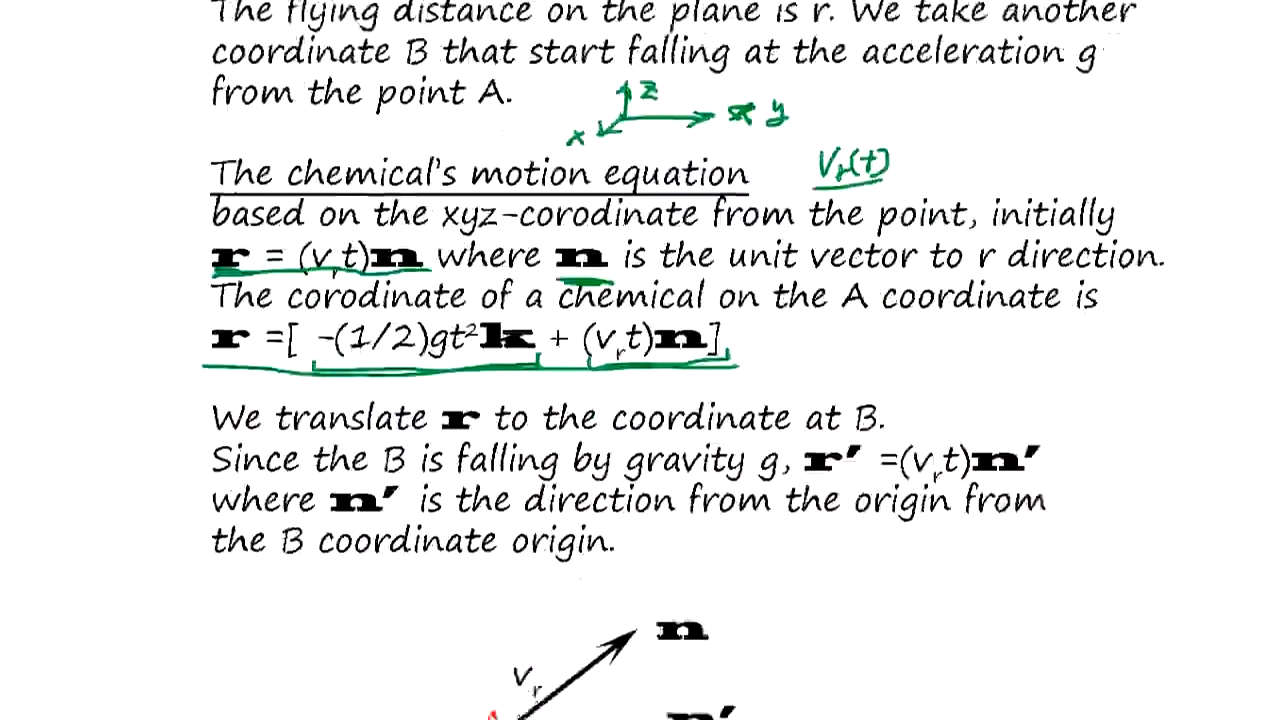 The flying distance on the plane is r. We take another
coordinate B that start falling at the acceleration g
from the point A.
z
x
y
The chemical's motion equation
Vr(t)
based on the xyz-corodinate from the point, initially
r = (vrt)n where n is the unit vector to r direction.
The corodinate of a chemical on the A coordinate is
r =[ -(1/2)gt²k + (vrt)n]
We translate r to the coordinate at B.
Since the B is falling by gravity g, r' =(vrt)n'
where n' is the direction from the origin from
the B coordinate origin.
n
vr
n'